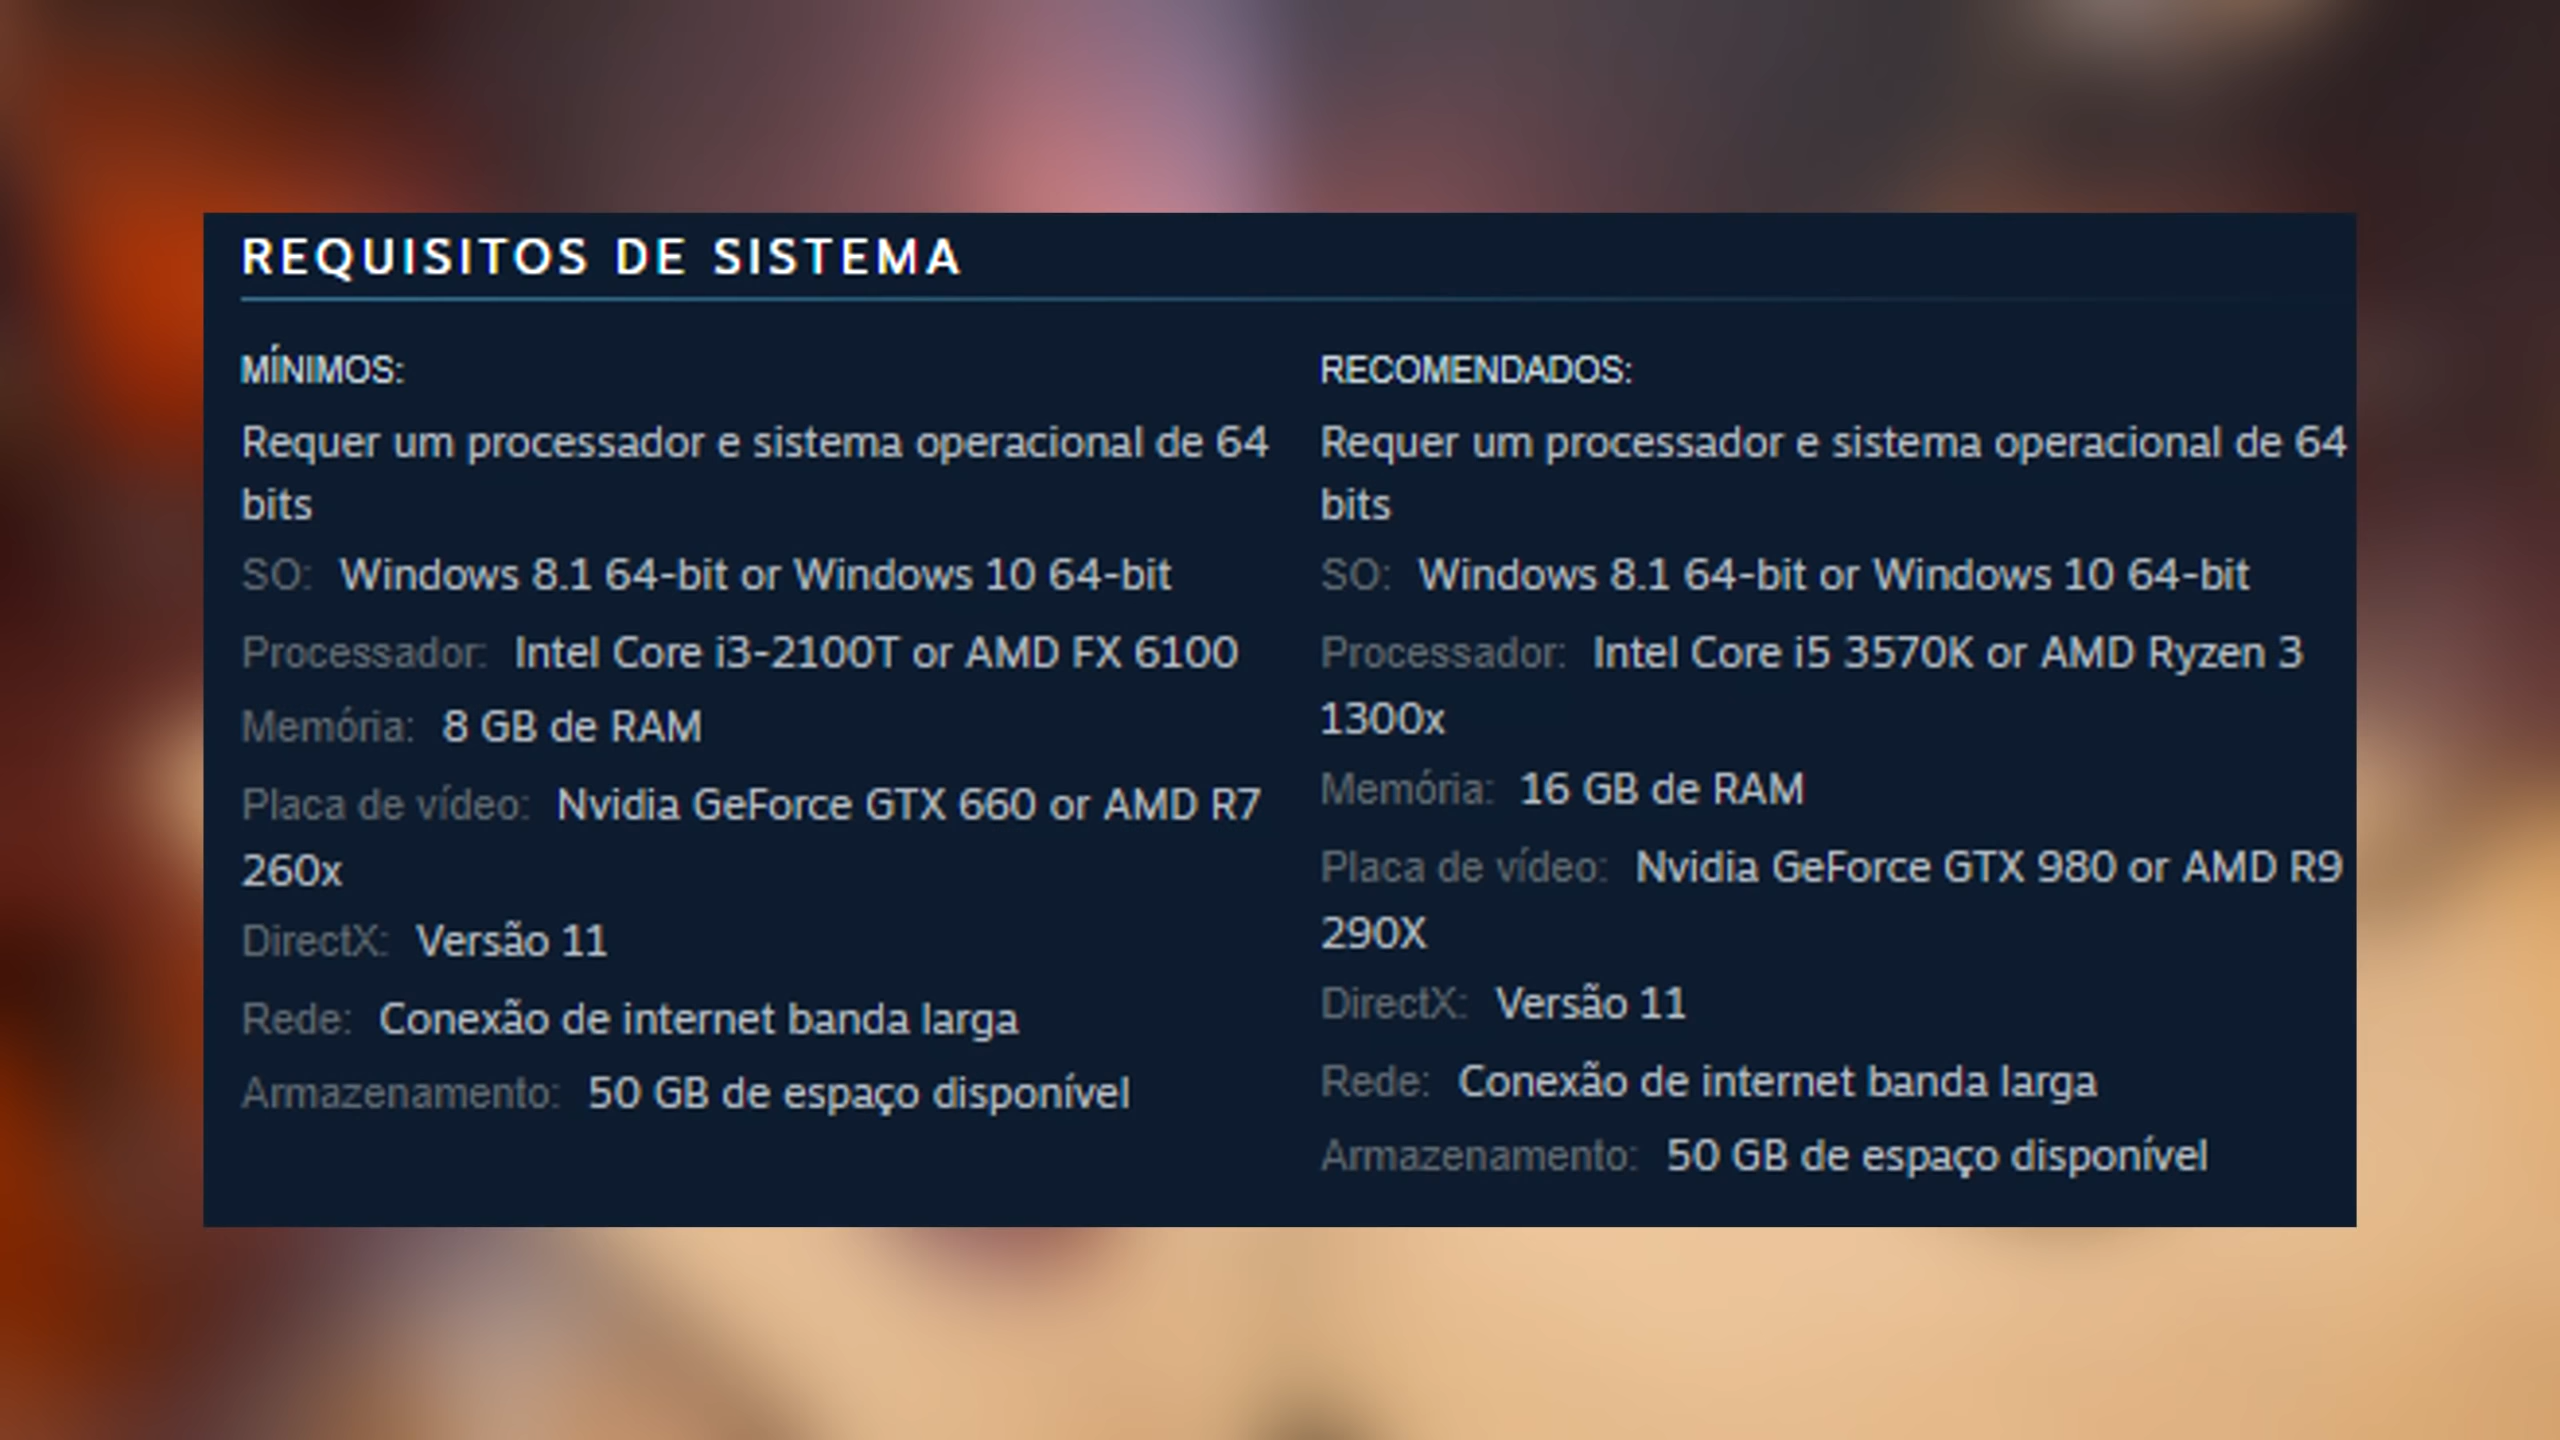 REQUISITOS DE SISTEMA
MÍNIMOS:
Requer um processador e sistema operacional de 64
bits
SO: Windows 8.1 64-bit or Windows 10 64-bit
Processador: Intel Core i3-2100T or AMD FX 6100
Memória: 8 GB de RAM
Placa de vídeo: Nvidia GeForce GTX 660 or AMD R7
260x
DirectX: Versão 11
Rede: Conexão de internet banda larga
Armazenamento: 50 GB de espaço disponível
RECOMENDADOS:
Requer um processador e sistema operacional de 64
bits
SO: Windows 8.1 64-bit or Windows 10 64-bit
Processador: Intel Core i5 3570K or AMD Ryzen 3
1300x
Memória: 16 GB de RAM
Placa de vídeo: Nvidia GeForce GTX 980 or AMD R9
290X
DirectX: Versão 11
Rede: Conexão de internet banda larga
Armazenamento: 50 GB de espaço disponível